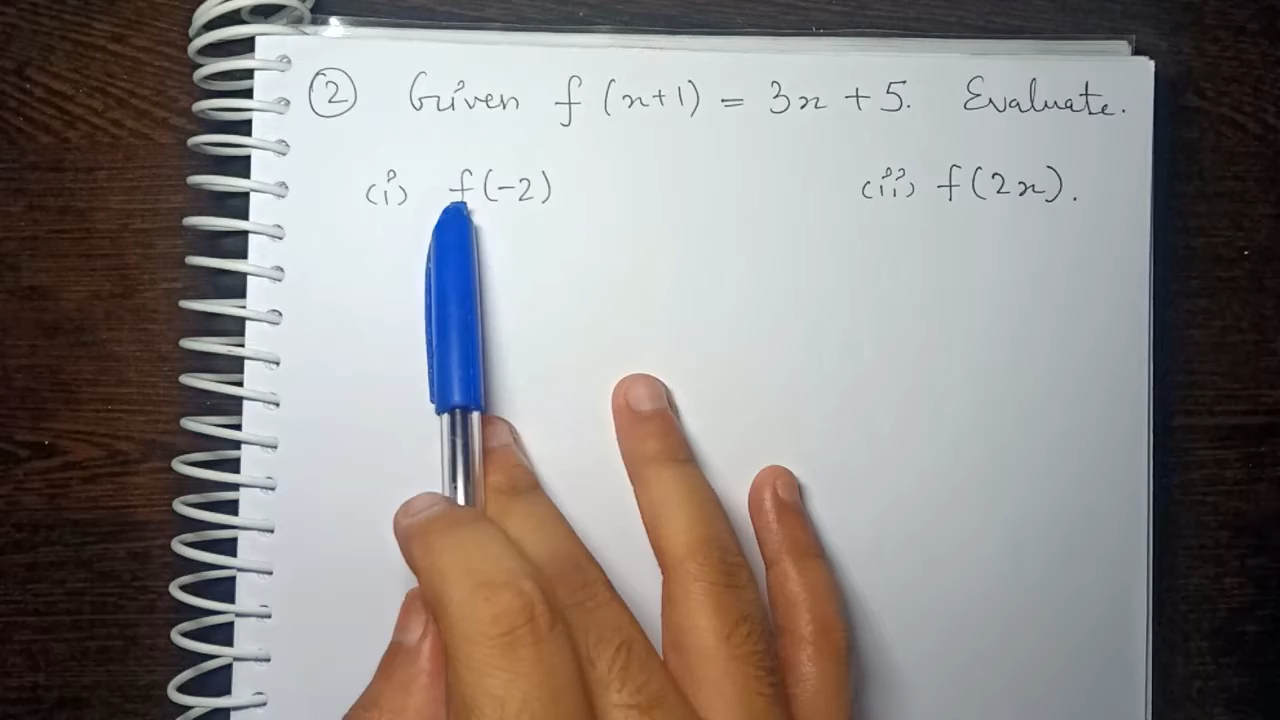 ② Given f(x+1) = 3x + 5. Evaluate.
(i) f(-2) (ii) f(2x).